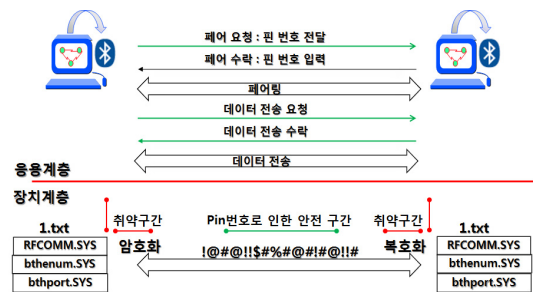 페어 요청 : 핀 번호 전달
페어 수락 : 핀 번호 입력
페어링
데이터 전송 요청
데이터 전송 수락
데이터 전송
응용계층
장치계층
1.txt 취약구간 Pin번호로 인한 안전 구간 취약구간 1.txt
RFCOMM.SYS 암호화 !@#@!!$#%#@#!#@!!# 복호화 RFCOMM.SYS
bthenum.SYS bthenum.SYS
bthport.SYS bthport.SYS